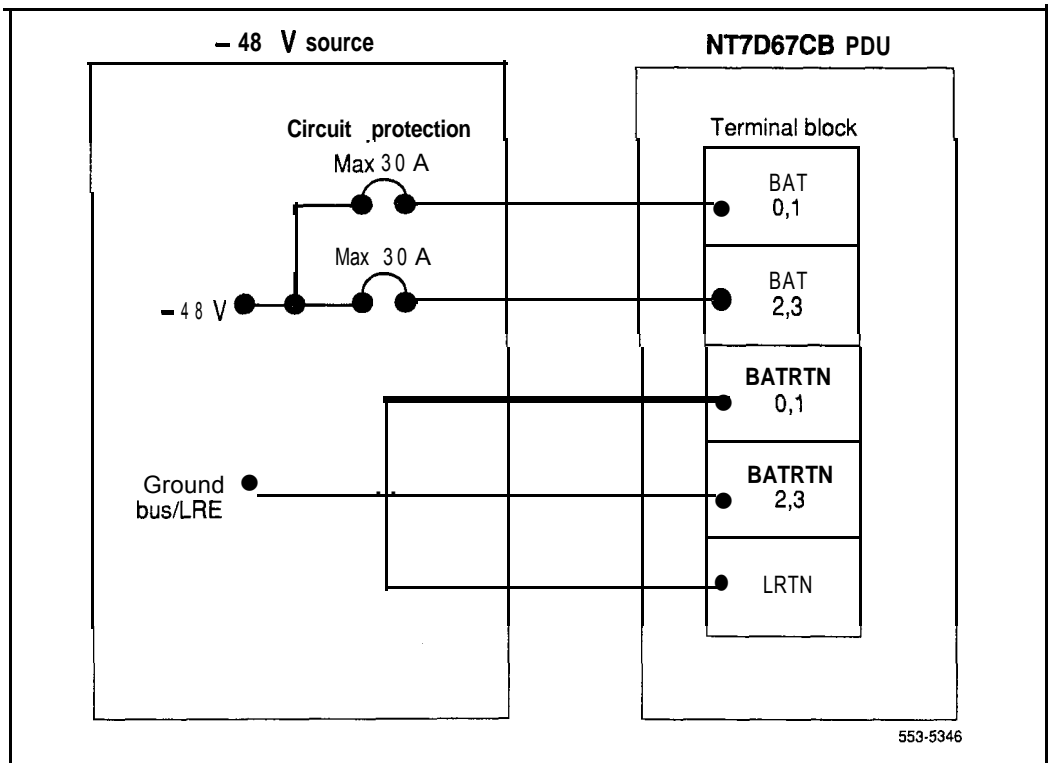 – 48 V source
NT7D67CB PDU
Circuit protection
Max 30 A
Max 30 A
– 48 V
Terminal block
BAT
0,1
BAT
2,3
BATRTN
0,1
BATRTN
2,3
LRTN
Ground
bus/LRE
553-5346